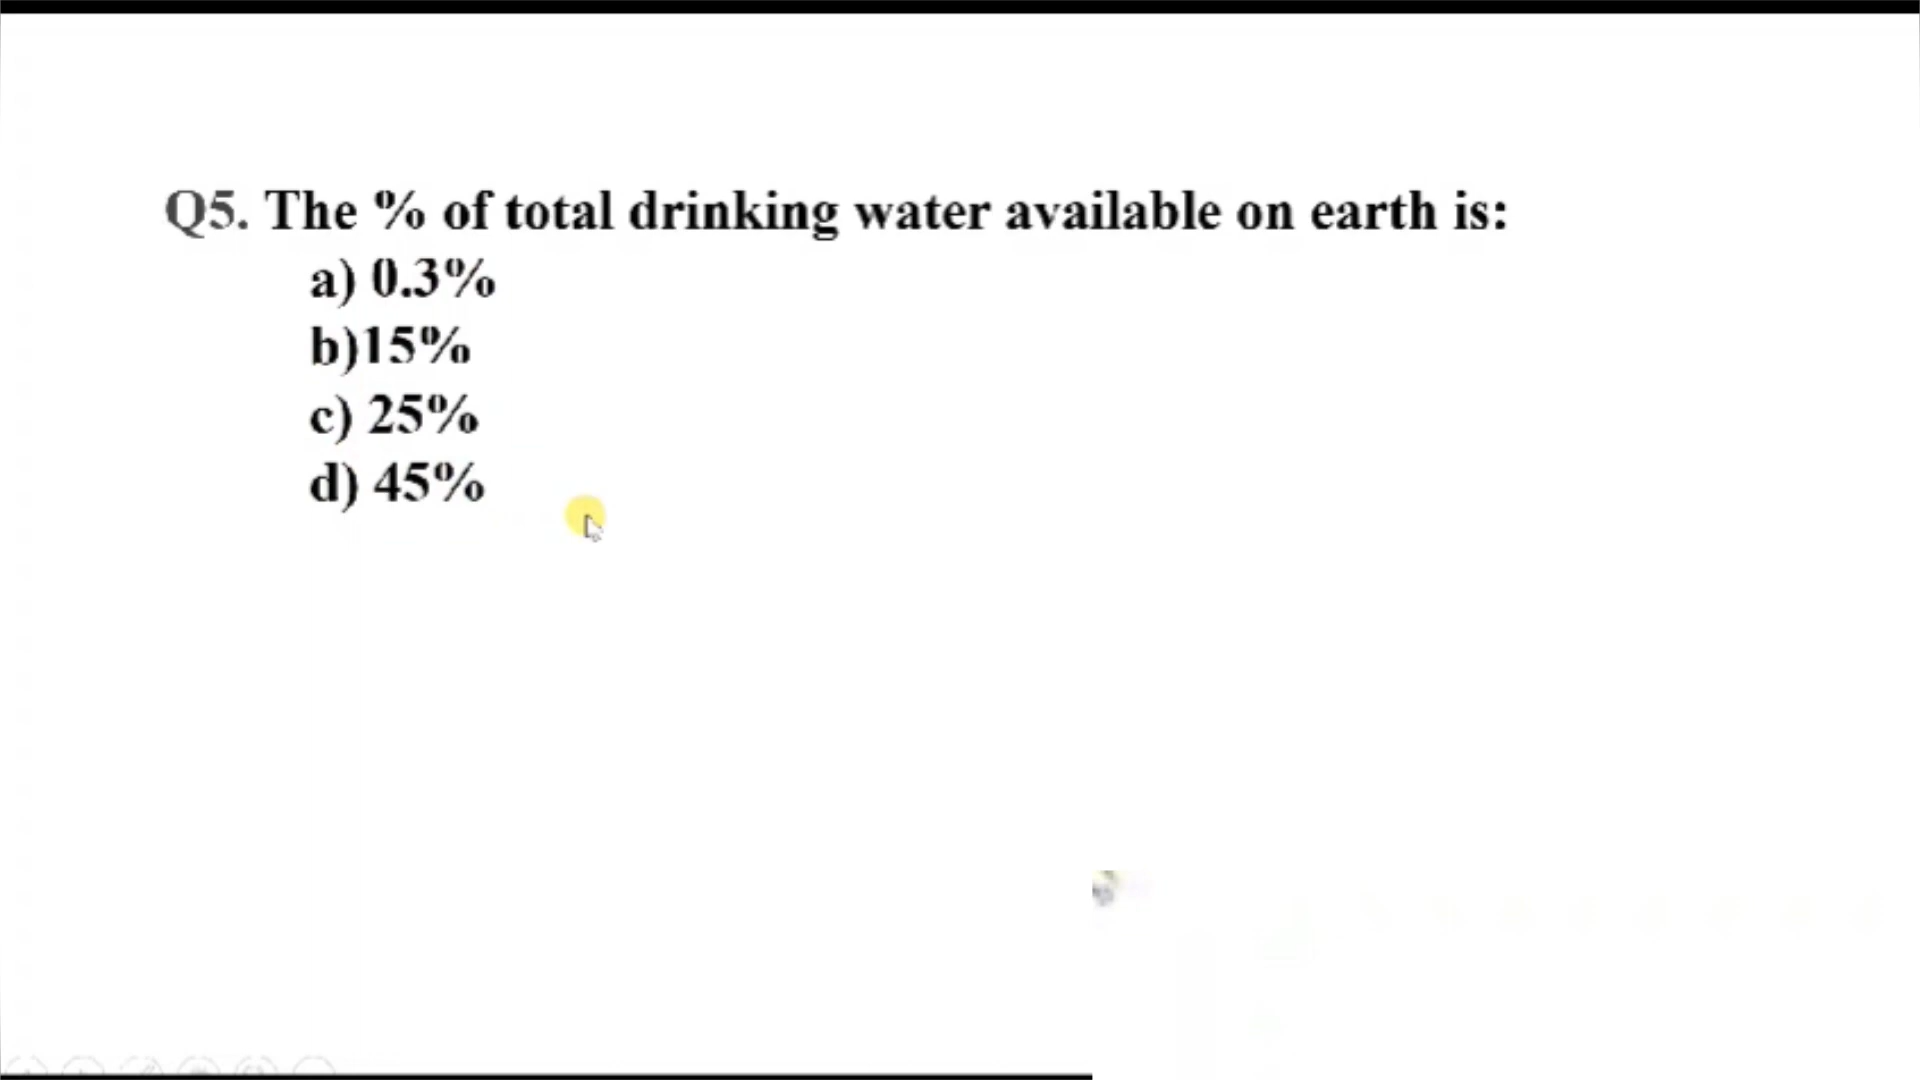 Q5. The % of total drinking water available on earth is:
a) 0.3%
b)15%
c) 25%
d) 45%